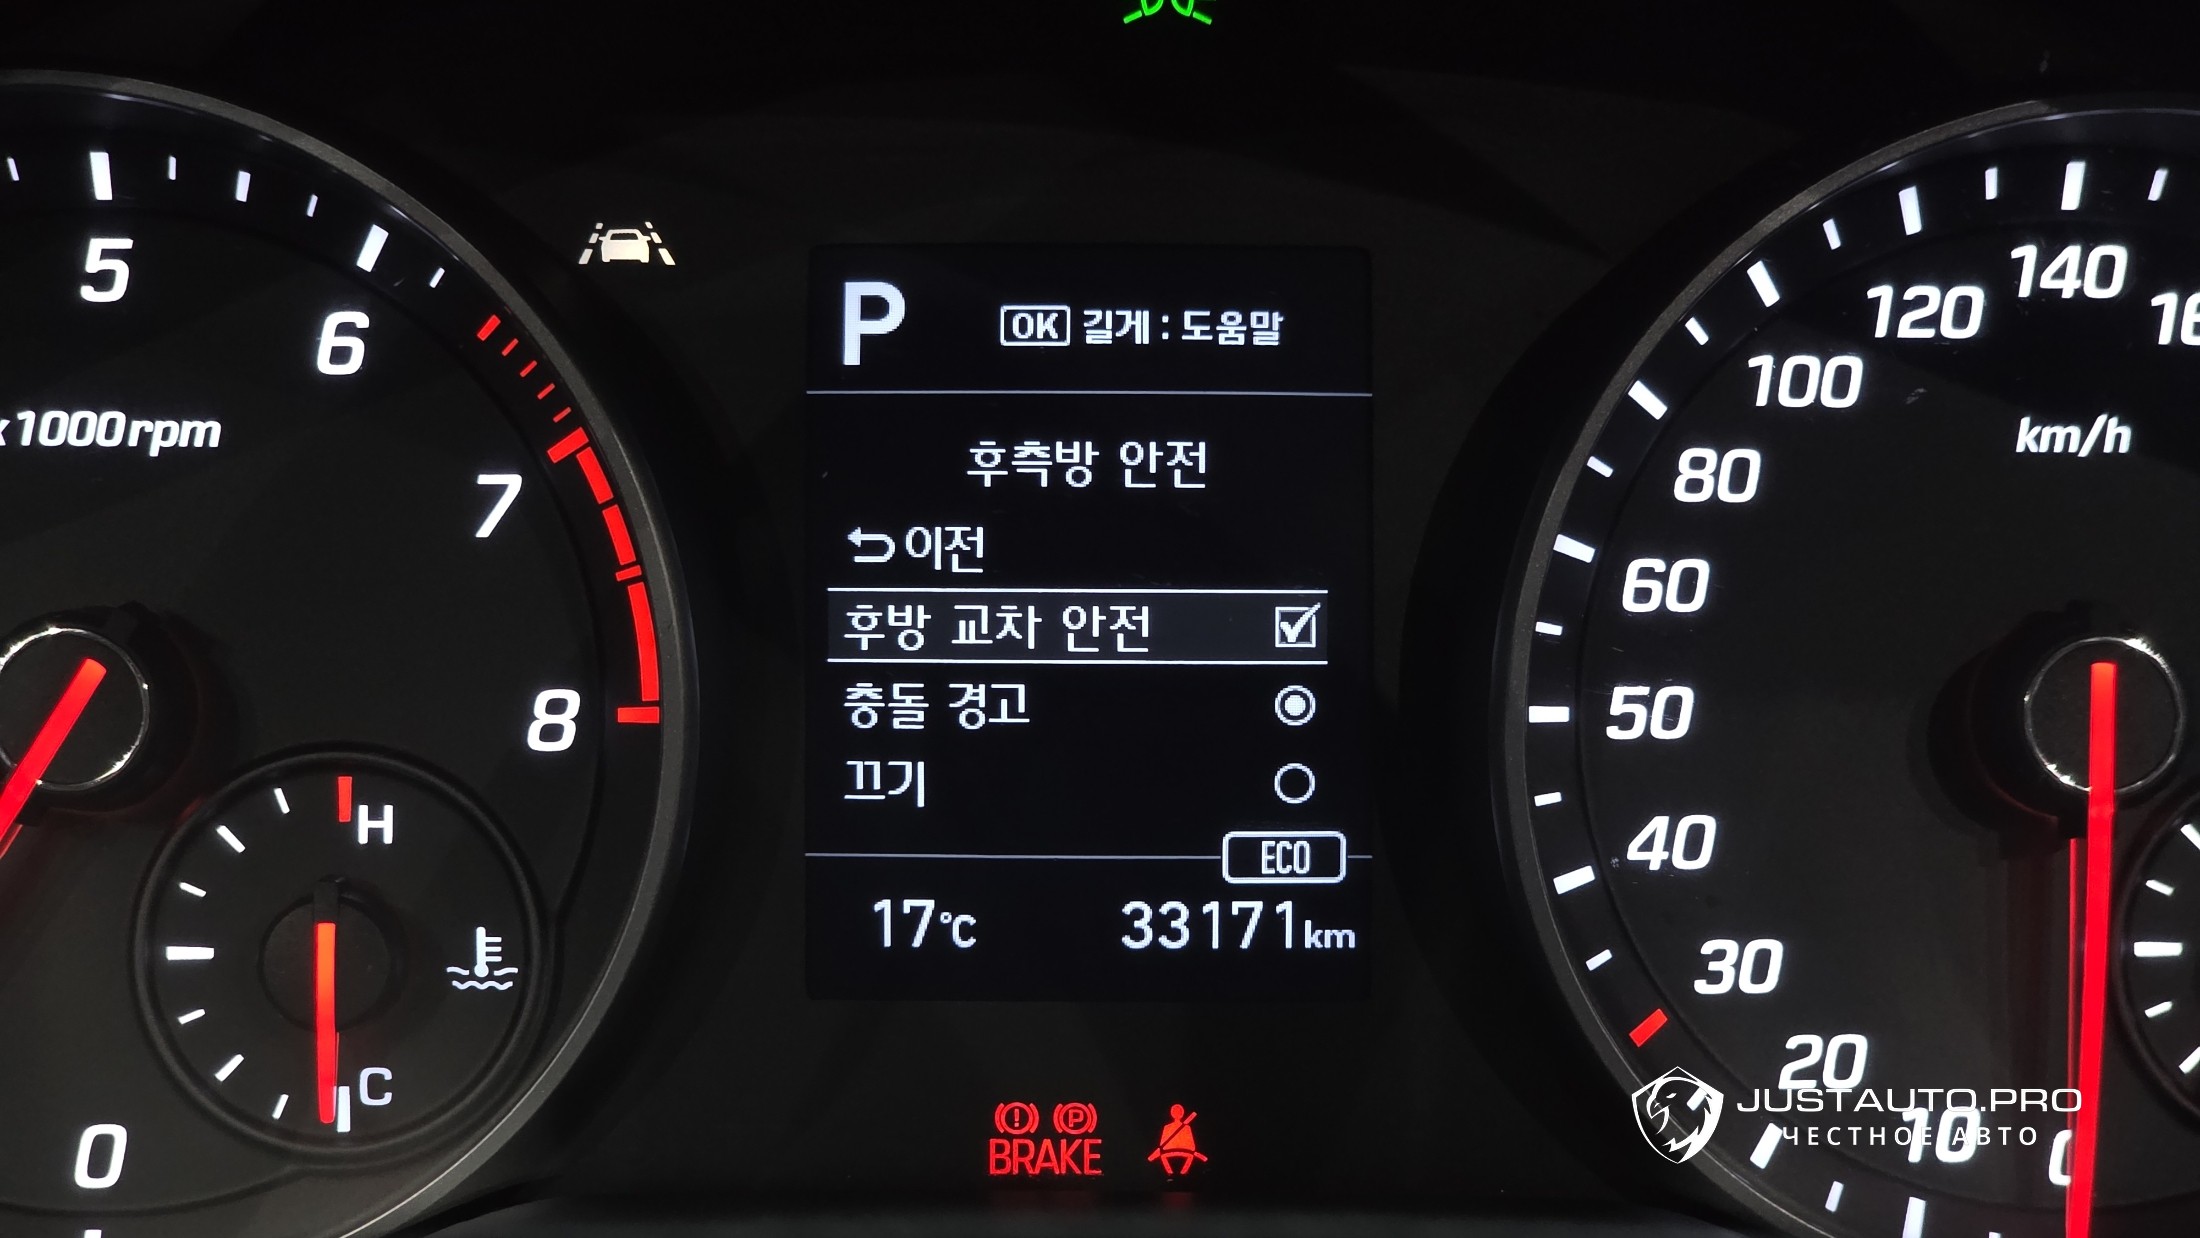 5
6
x1000rpm
7
8
H
C
0
P
OK 길게 : 도움말
후측방 안전
이전
후방 교차 안전
충돌 경고
끄기
ECO
17°C 33171km
BRAKE
140
120
100
km/h
80
60
50
40
30
20
10
0
JUSTAUTO.PRO
ЧЕСТНОЕ АВТО